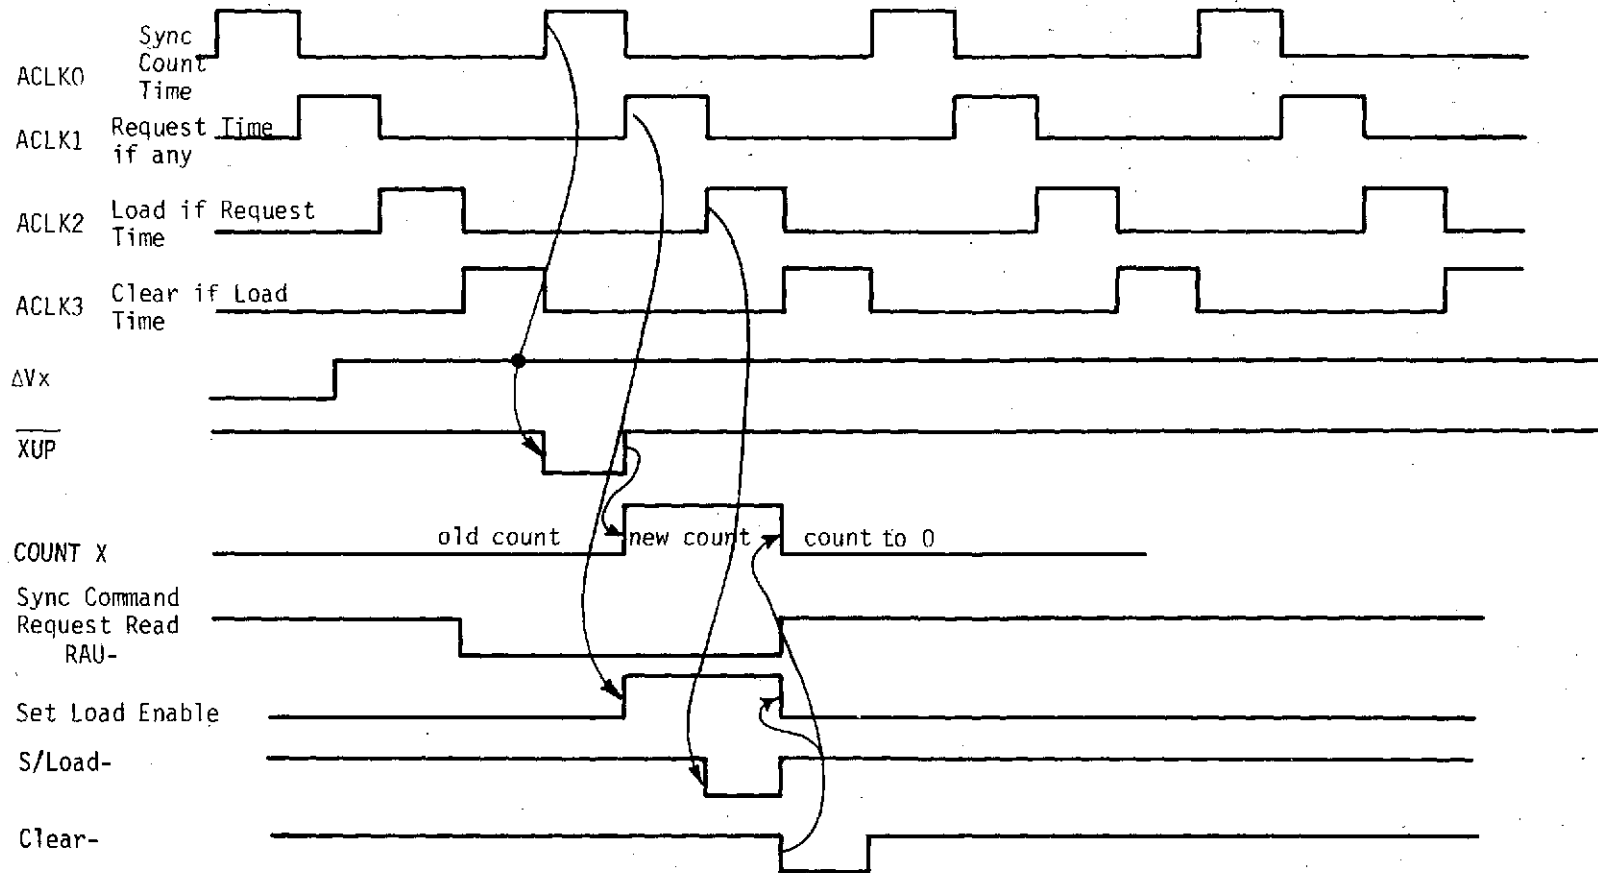 Sync
Count
Time
ACLK0
Request Time
if any
ACLK1
Load if Request
Time
ACLK2
Clear if Load
Time
ACLK3
ΔVx
X̅U̅P̅
old count new count count to 0
COUNT X
Sync Command
Request Read
RAU-
Set Load Enable
S/Load-
Clear-